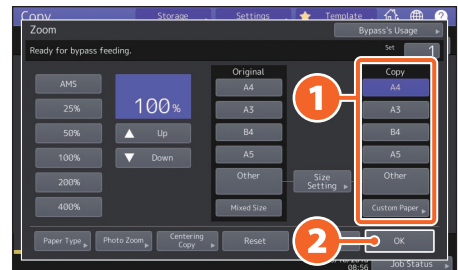 Copy Storage Settings Template
Zoom Bypass's Usage
Ready for bypass feeding. Set 1
Original Copy
AMS A4 A4
25% 100% A3 A3
50% Up B4 B4
100% Down A5 A5
200% Other Size Setting Other
400% Mixed Size Custom Paper
Paper Type Photo Zoom Centering Copy Reset OK
08:56 Job Status
1
2